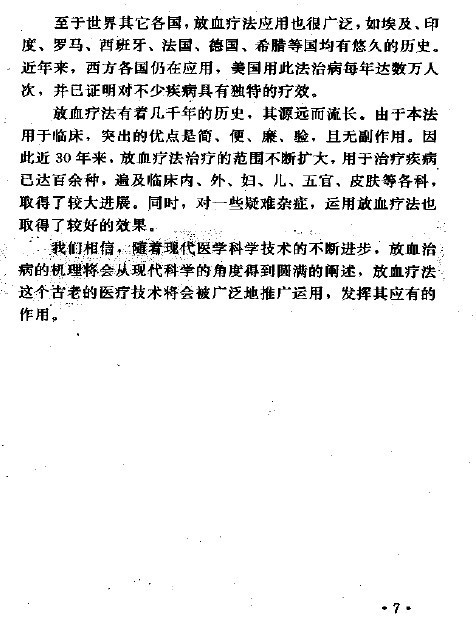 至于世界其它各国，放血疗法应用也很广泛，如埃及、印
度、罗马、西班牙、法国、德国、希腊等国均有悠久的历史。
近年来，西方各国仍在应用，美国用此法治病每年达数万人
次，并已证明对不少疾病具有独特的疗效。
放血疗法有着几千年的历史，其源远而流长。由于本法
用于临床，突出的优点是简、便、廉、验，且无副作用。因
此近30年来，放血疗法治疗的范围不断扩大，用于治疗疾病
已达百余种，遍及临床内、外、妇、儿、五官、皮肤等各科，
取得了较大进展。同时，对一些疑难杂症，运用放血疗法也
取得了较好的效果。
我们相信，随着现代医学科学技术的不断进步，放血治
病的机理将会从现代科学的角度得到圆满的阐述，放血疗法
这个古老的医疗技术将会被广泛地推广运用，发挥其应有的
作用。
·7·